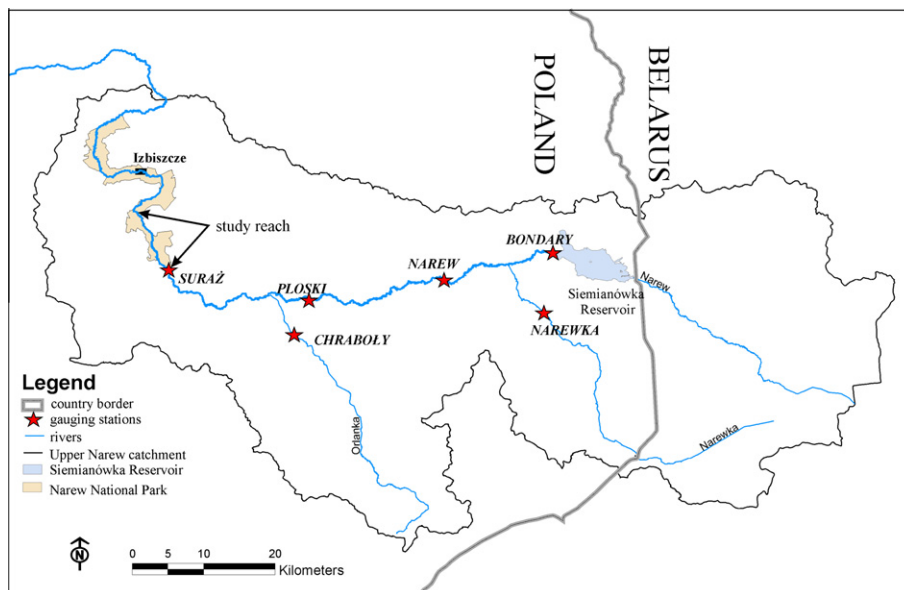 POLAND
BELARUS
Izbiszcze
study reach
BONDARY
NAREW
SURAŻ
PLOSKI
Siemianówka
Reservoir
Narew
NAREWKA
CHRABOŁY
Orlanka
Narewka
Legend
country border
gauging stations
rivers
Upper Narew catchment
Siemianówka Reservoir
Narew National Park
N
0 5 10 20
Kilometers